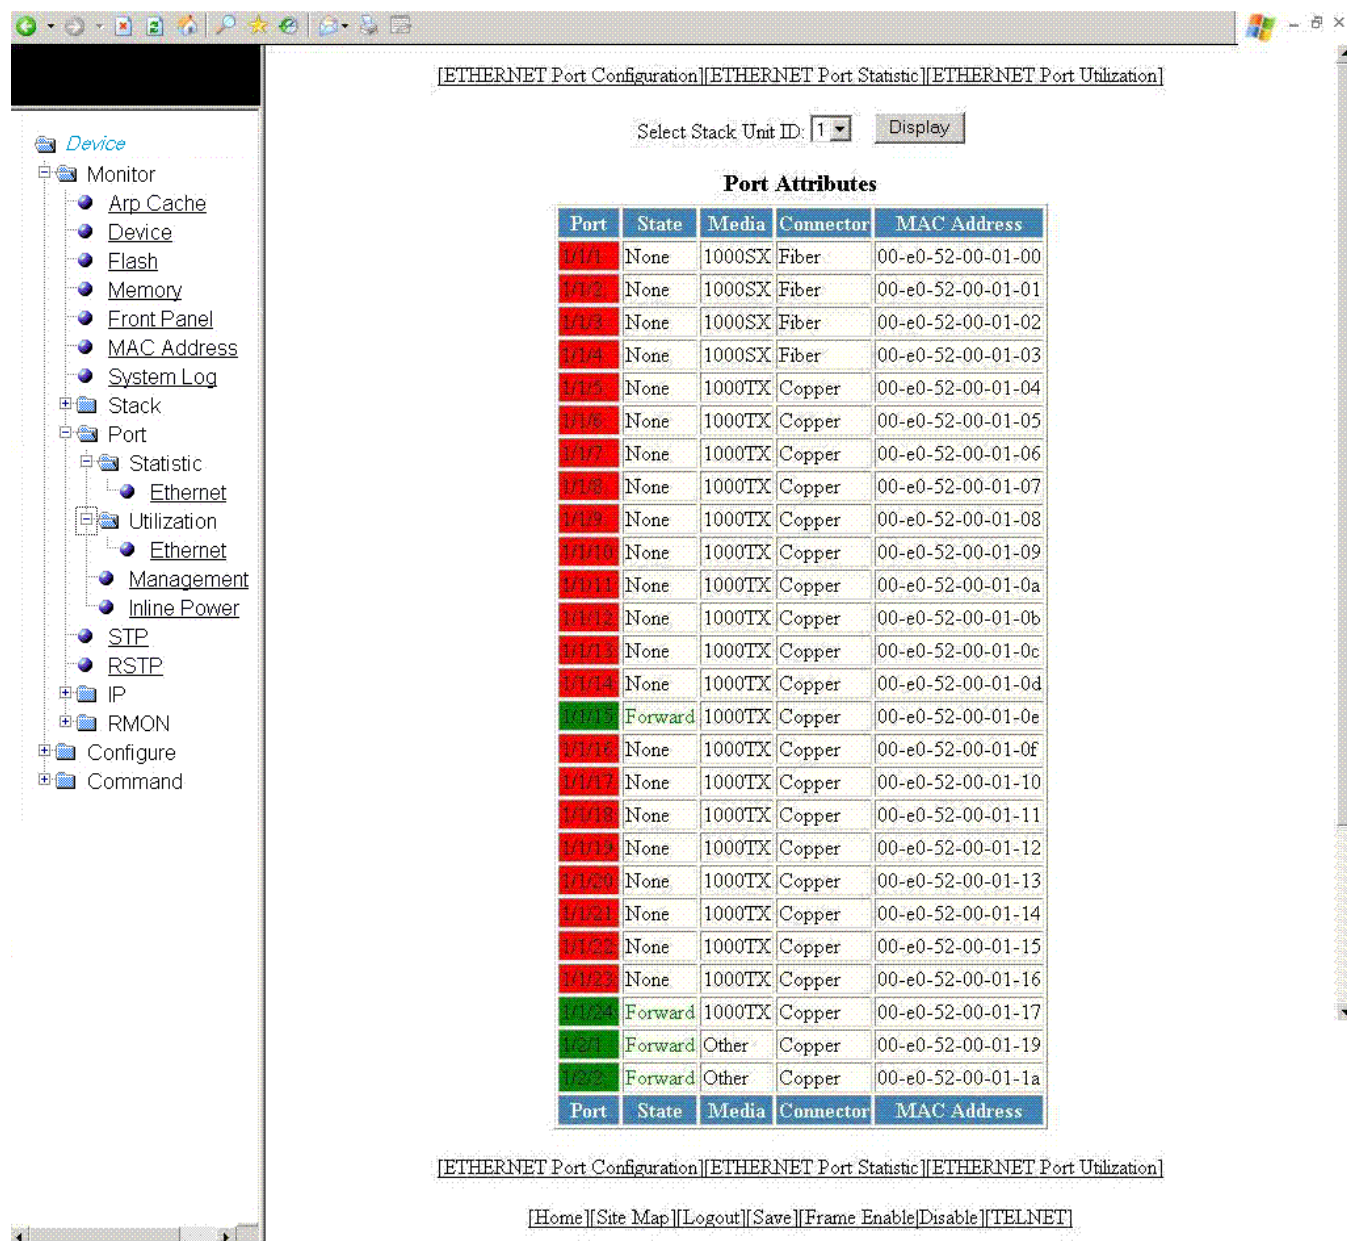 [ETHERNET Port Configuration][ETHERNET Port Statistic][ETHERNET Port Utilization]
Select Stack Unit ID: 1 Display
Device
Monitor
Arp Cache
Device
Flash
Memory
Front Panel
MAC Address
System Log
Stack
Port
Statistic
Ethernet
Utilization
Ethernet
Management
Inline Power
STP
RSTP
IP
RMON
Configure
Command
Port Attributes
Port State Media Connector MAC Address
1/1/1 None 1000SX Fiber 00-e0-52-00-01-00
1/1/2 None 1000SX Fiber 00-e0-52-00-01-01
1/1/3 None 1000SX Fiber 00-e0-52-00-01-02
1/1/4 None 1000SX Fiber 00-e0-52-00-01-03
1/1/5 None 1000TX Copper 00-e0-52-00-01-04
1/1/6 None 1000TX Copper 00-e0-52-00-01-05
1/1/7 None 1000TX Copper 00-e0-52-00-01-06
1/1/8 None 1000TX Copper 00-e0-52-00-01-07
1/1/9 None 1000TX Copper 00-e0-52-00-01-08
1/1/10 None 1000TX Copper 00-e0-52-00-01-09
1/1/11 None 1000TX Copper 00-e0-52-00-01-0a
1/1/12 None 1000TX Copper 00-e0-52-00-01-0b
1/1/13 None 1000TX Copper 00-e0-52-00-01-0c
1/1/14 None 1000TX Copper 00-e0-52-00-01-0d
1/1/15 Forward 1000TX Copper 00-e0-52-00-01-0e
1/1/16 None 1000TX Copper 00-e0-52-00-01-0f
1/1/17 None 1000TX Copper 00-e0-52-00-01-10
1/1/18 None 1000TX Copper 00-e0-52-00-01-11
1/1/19 None 1000TX Copper 00-e0-52-00-01-12
1/1/20 None 1000TX Copper 00-e0-52-00-01-13
1/1/21 None 1000TX Copper 00-e0-52-00-01-14
1/1/22 None 1000TX Copper 00-e0-52-00-01-15
1/1/23 None 1000TX Copper 00-e0-52-00-01-16
1/1/24 Forward 1000TX Copper 00-e0-52-00-01-17
1/2/1 Forward Other Copper 00-e0-52-00-01-19
1/2/2 Forward Other Copper 00-e0-52-00-01-1a
Port State Media Connector MAC Address
[ETHERNET Port Configuration][ETHERNET Port Statistic][ETHERNET Port Utilization]
[Home][Site Map][Logout][Save][Frame Enable|Disable][TELNET]